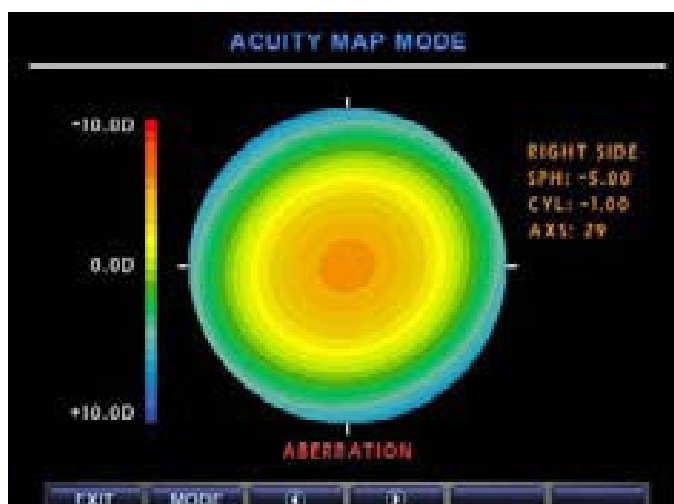 ACUITY MAP MODE
-10.0D
0.0D
+10.0D
RIGHT SIDE
SPH: -5.00
CYL: -1.00
AXS: 29
ABERRATION
EXIT
MODE